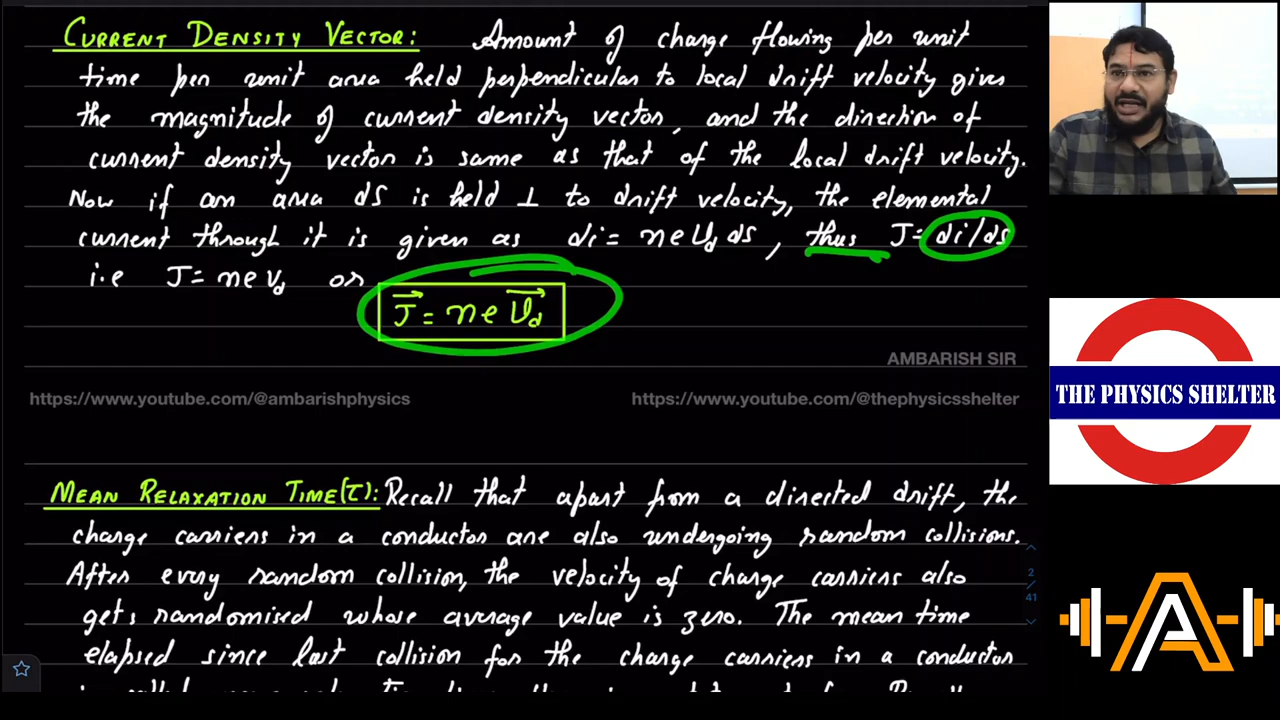 CURRENT DENSITY VECTOR: Amount of charge flowing per unit
time per unit area held perpendicular to local drift velocity gives
the magnitude of current density vector, and the direction of
current density vector is same as that of the local drift velocity.
Now if an area ds is held ⊥ to drift velocity, the elemental
current through it is given as di = neVd ds, thus J = di/ds
i.e J = neVd or
J⃗ = ne V⃗d
AMBARISH SIR
https://www.youtube.com/@ambarishphysics
https://www.youtube.com/@thephysicsshelter
MEAN RELAXATION TIME(τ): Recall that apart from a directed drift, the
charge carriers in a conductor are also undergoing random collisions.
After every random collision, the velocity of charge carriers also
gets randomised whose average value is zero. The mean time
elapsed since last collision for the charge carriers in a conductor
2
/
41
THE PHYSICS SHELTER
A